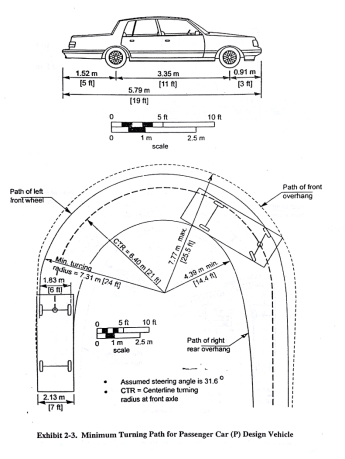 1.52 m
[5 ft]
3.35 m
[11 ft]
0.91 m
[3 ft]
5.79 m
[19 ft]
0 5 ft 10 ft
0 1 m 2.5 m
scale
Path of left
front wheel
Path of front
overhang
CTR = 6.40 m [21 ft]
7.77 m max.
[25.5 ft]
Min. turning
radius = 7.31 m [24 ft]
4.39 m min.
[14.4 ft]
1.83 m
[6 ft]
0 5 ft 10 ft
0 1 m 2.5 m
scale
Path of right
rear overhang
• Assumed steering angle is 31.6°
• CTR = Centerline turning
radius at front axle
2.13 m
[7 ft]
Exhibit 2-3. Minimum Turning Path for Passenger Car (P) Design Vehicle